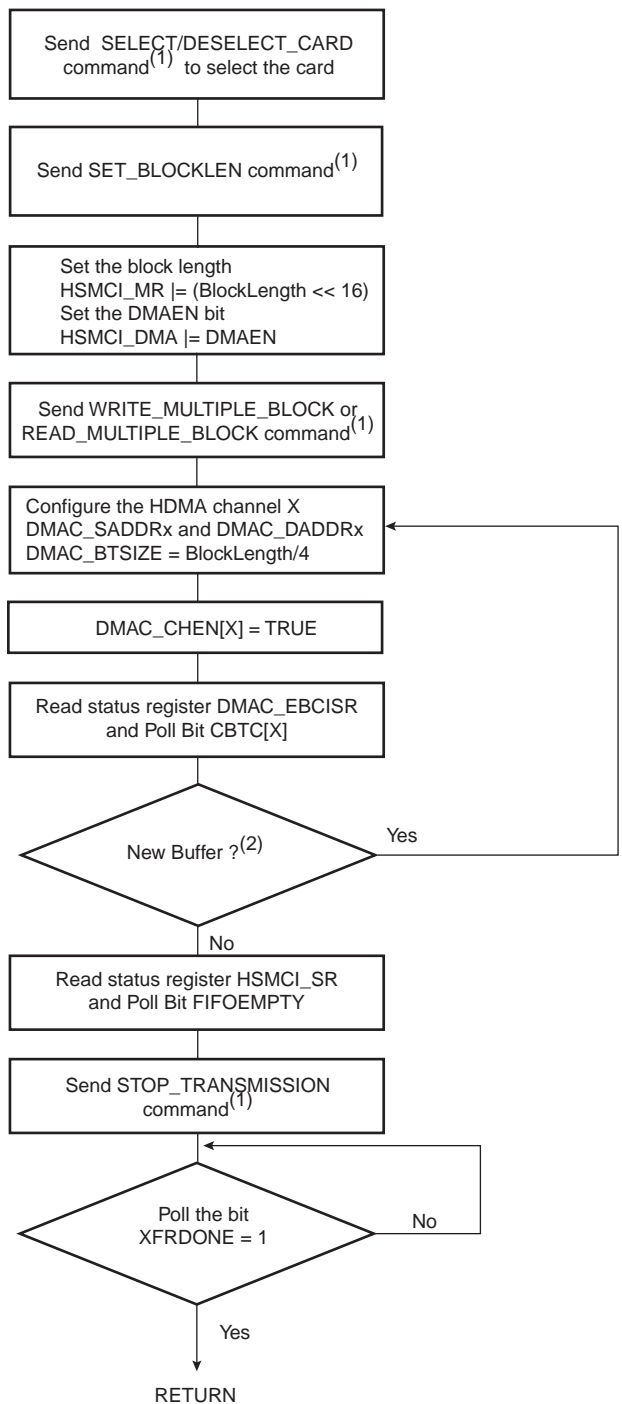 Send SELECT/DESELECT_CARD
command(1) to select the card
Send SET_BLOCKLEN command(1)
Set the block length
HSMCI_MR |= (BlockLength << 16)
Set the DMAEN bit
HSMCI_DMA |= DMAEN
Send WRITE_MULTIPLE_BLOCK or
READ_MULTIPLE_BLOCK command(1)
Configure the HDMA channel X
DMAC_SADDRx and DMAC_DADDRx
DMAC_BTSIZE = BlockLength/4
DMAC_CHEN[X] = TRUE
Read status register DMAC_EBCISR
and Poll Bit CBTC[X]
New Buffer ?(2)
Yes
No
Read status register HSMCI_SR
and Poll Bit FIFOEMPTY
Send STOP_TRANSMISSION
command(1)
Poll the bit
XFRDONE = 1
No
Yes
RETURN